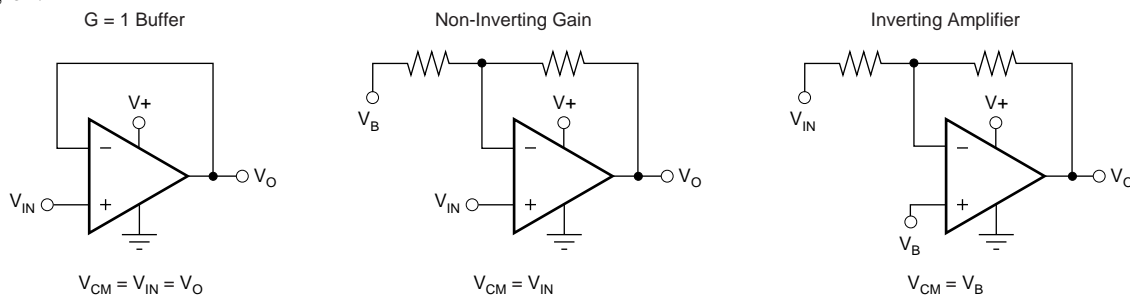 G = 1 Buffer
V+
−
+
V_IN
V_O
V_CM = V_IN = V_O
Non-Inverting Gain
V_B
V+
−
+
V_IN
V_O
V_CM = V_IN
Inverting Amplifier
V_IN
V+
−
+
V_B
V_CM = V_B